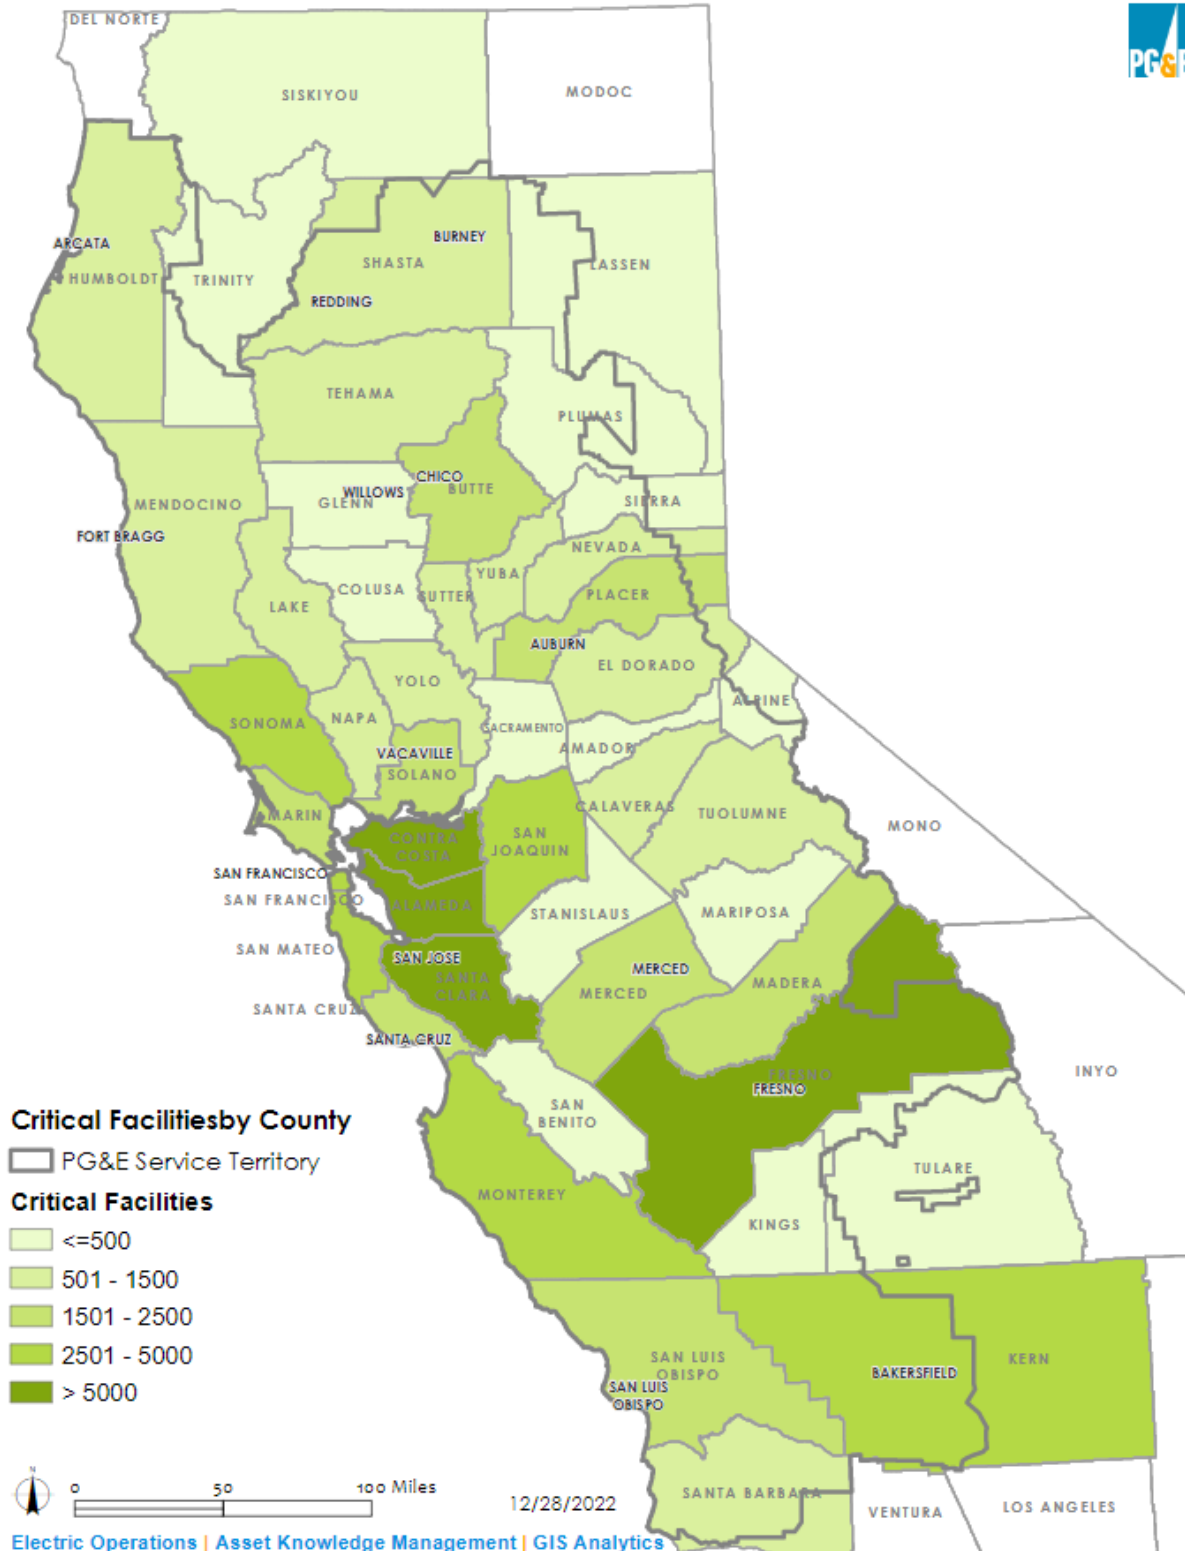 DEL NORTE
PG&E
SISKIYOU
MODOC
ARCATA
HUMBOLDT
TRINITY
BURNEY
SHASTA
REDDING
LASSEN
TEHAMA
PLUMAS
CHICO
BUTTE
WILLOWS
GLENN
MENDOCINO
FORT BRAGG
SIERRA
NEVADA
YUBA
COLUSA
SUTTER
PLACER
LAKE
AUBURN
EL DORADO
YOLO
ALPINE
SONOMA
NAPA
SACRAMENTO
AMADOR
VACAVILLE
SOLANO
MARIN
CALAVERAS
TUOLUMNE
MONO
CONTRA
COSTA
SAN
JOAQUIN
SAN FRANCISCO
SAN FRANCISCO
ALAMEDA
STANISLAUS
MARIPOSA
SAN MATEO
SAN JOSE
SANTA
CLARA
MERCED
MERCED
MADERA
SANTA CRUZ
SANTA CRUZ
FRESNO
FRESNO
INYO
SAN
BENITO
TULARE
MONTEREY
KINGS
SAN LUIS
OBISPO
SAN LUIS
OBISPO
BAKERSFIELD
KERN
SANTA BARBARA
VENTURA
LOS ANGELES
Critical Facilitiesby County
PG&E Service Territory
Critical Facilities
<=500
501 - 1500
1501 - 2500
2501 - 5000
> 5000
N
0 50 100 Miles
12/28/2022
Electric Operations | Asset Knowledge Management | GIS Analytics